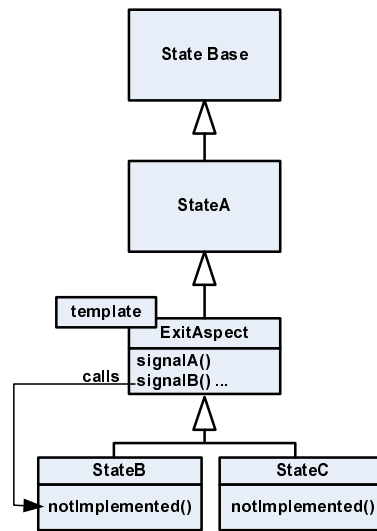 State Base
StateA
template
ExitAspect
signalA()
calls
signalB() ...
StateB
StateC
notImplemented()
notImplemented()